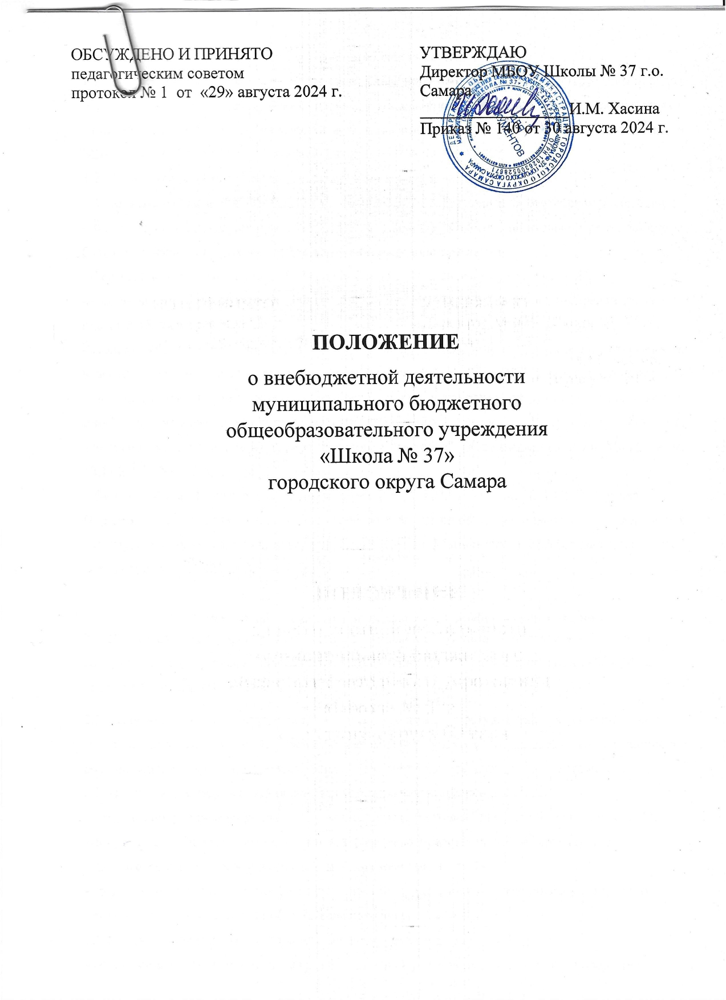 ОБСУЖДЕНО И ПРИНЯТО
педагогическим советом
протокол № 1 от «29» августа 2024 г.
УТВЕРЖДАЮ
Директор МБОУ Школы № 37 г.о.
Самара
И.М. Хасина
Приказ № 140 от 30 августа 2024 г.
ДЛЯ
ДОКУМЕНТОВ
ПОЛОЖЕНИЕ
о внебюджетной деятельности
муниципального бюджетного
общеобразовательного учреждения
«Школа № 37»
городского округа Самара